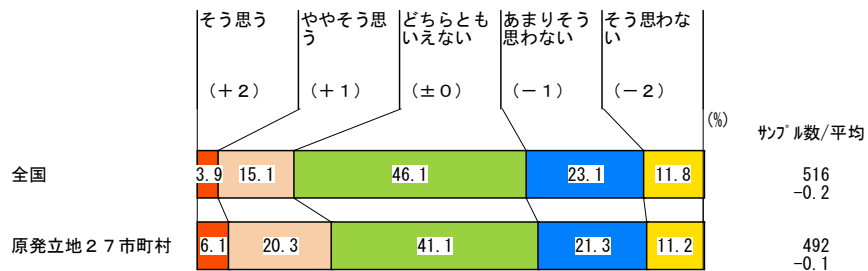 そう思う
ややそう思
う
どちらとも
いえない
あまりそう
思わない
そう思わな
い
（＋２）
（＋１）
（±０）
（－１）
（－２）
(%)
ｻﾝﾌﾟﾙ数/平均
全国
3.9
15.1
46.1
23.1
11.8
516
-0.2
原発立地２７市町村
6.1
20.3
41.1
21.3
11.2
492
-0.1